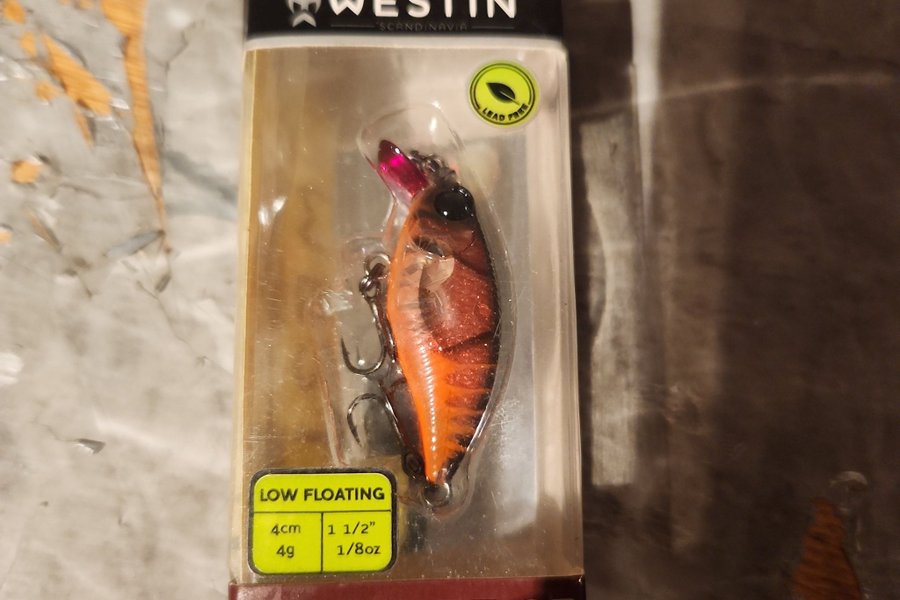 WESTIN
SCANDINAVIA
LEAD FREE
LOW FLOATING
4cm
4g
1 1/2"
1/8oz